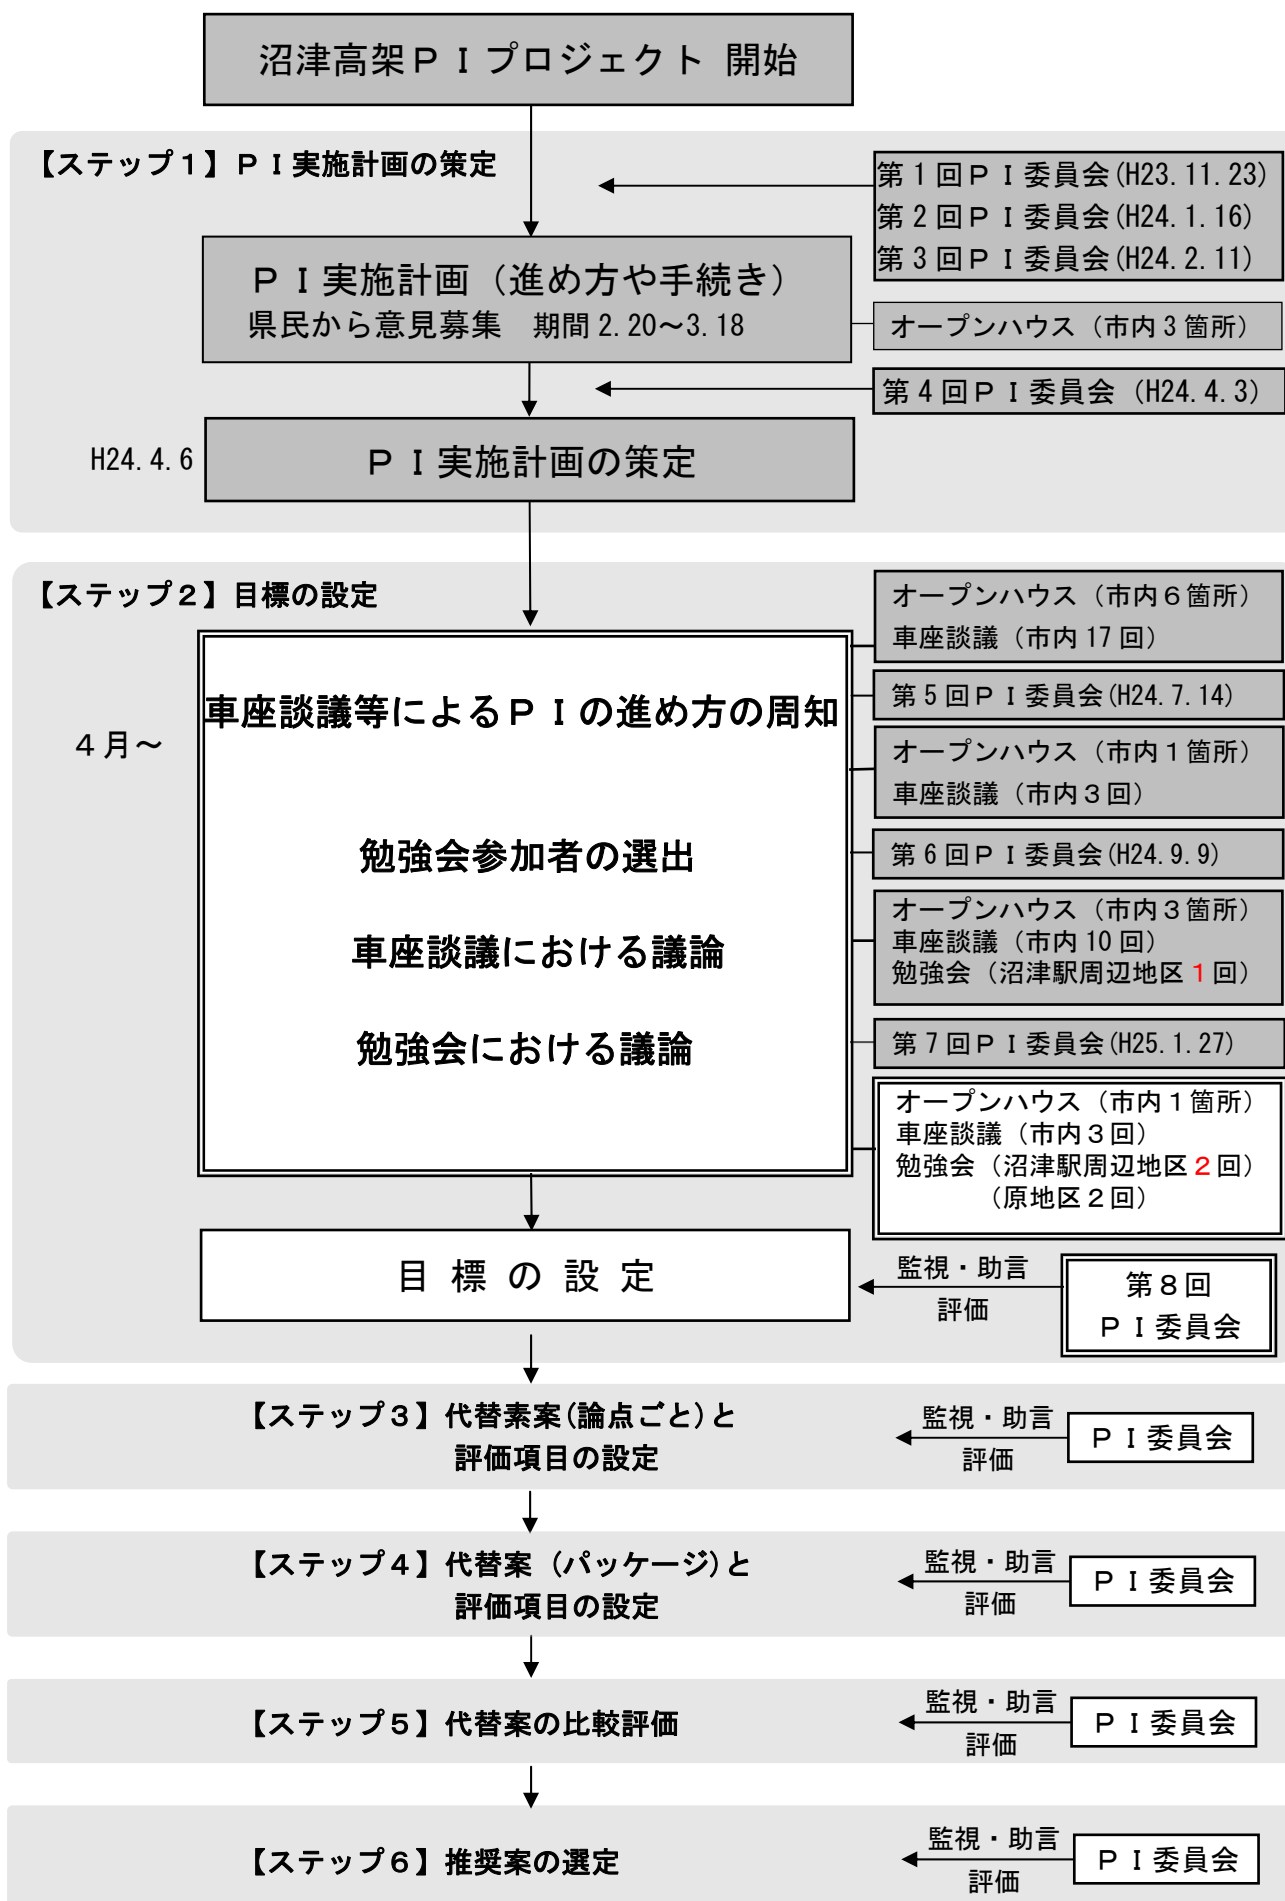 沼津高架ＰＩプロジェクト 開始
【ステップ１】ＰＩ実施計画の策定
第１回ＰＩ委員会(H23.11.23)
第２回ＰＩ委員会(H24.1.16)
第３回ＰＩ委員会(H24.2.11)
ＰＩ実施計画（進め方や手続き）
県民から意見募集　期間 2.20～3.18
オープンハウス（市内３箇所）
第４回ＰＩ委員会（H24.4.3）
H24.4.6
ＰＩ実施計画の策定
【ステップ２】目標の設定
オープンハウス（市内６箇所）
車座談議（市内 17 回）
車座談議等によるＰＩの進め方の周知
第５回ＰＩ委員会(H24.7.14)
４月～
オープンハウス（市内１箇所）
車座談議（市内３回）
勉強会参加者の選出
第６回ＰＩ委員会(H24.9.9)
車座談議における議論
オープンハウス（市内３箇所）
車座談議（市内 10 回）
勉強会（沼津駅周辺地区１回）
勉強会における議論
第７回ＰＩ委員会(H25.1.27)
オープンハウス（市内１箇所）
車座談議（市内３回）
勉強会（沼津駅周辺地区２回）
（原地区２回）
目 標 の 設 定
監視・助言
評価
第８回
ＰＩ委員会
【ステップ３】代替素案(論点ごと)と
評価項目の設定
監視・助言
評価
ＰＩ委員会
【ステップ４】代替案（パッケージ)と
評価項目の設定
監視・助言
評価
ＰＩ委員会
【ステップ５】代替案の比較評価
監視・助言
評価
ＰＩ委員会
【ステップ６】推奨案の選定
監視・助言
評価
ＰＩ委員会